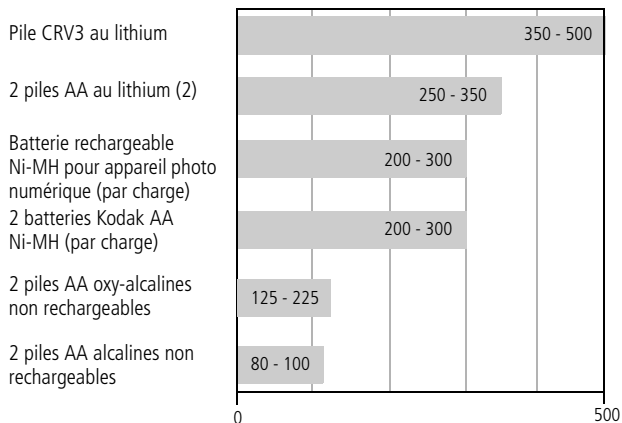 Pile CRV3 au lithium
350 - 500
2 piles AA au lithium (2)
250 - 350
Batterie rechargeable
Ni-MH pour appareil photo
numérique (par charge)
200 - 300
2 batteries Kodak AA
Ni-MH (par charge)
200 - 300
2 piles AA oxy-alcalines
non rechargeables
125 - 225
2 piles AA alcalines non
rechargeables
80 - 100
0
500